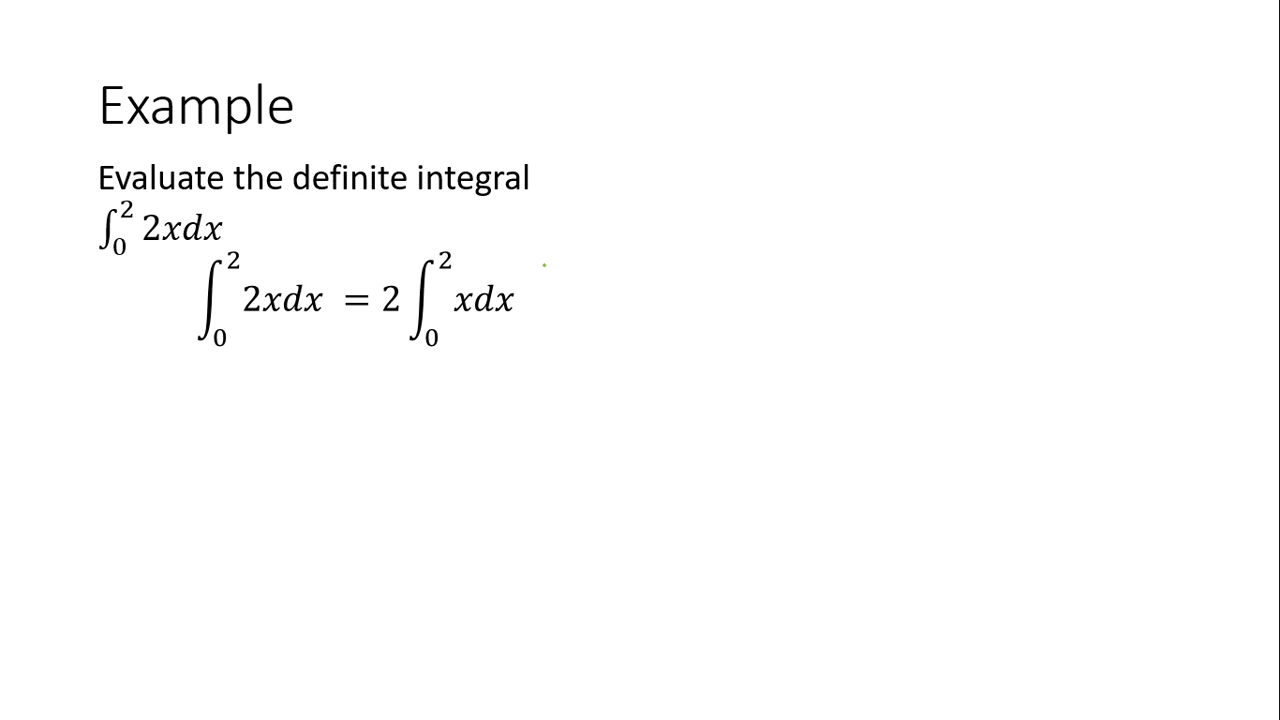 Example
Evaluate the definite integral
∫₀² 2𝑥𝑑𝑥
∫₀² 2𝑥𝑑𝑥 = 2 ∫₀² 𝑥𝑑𝑥